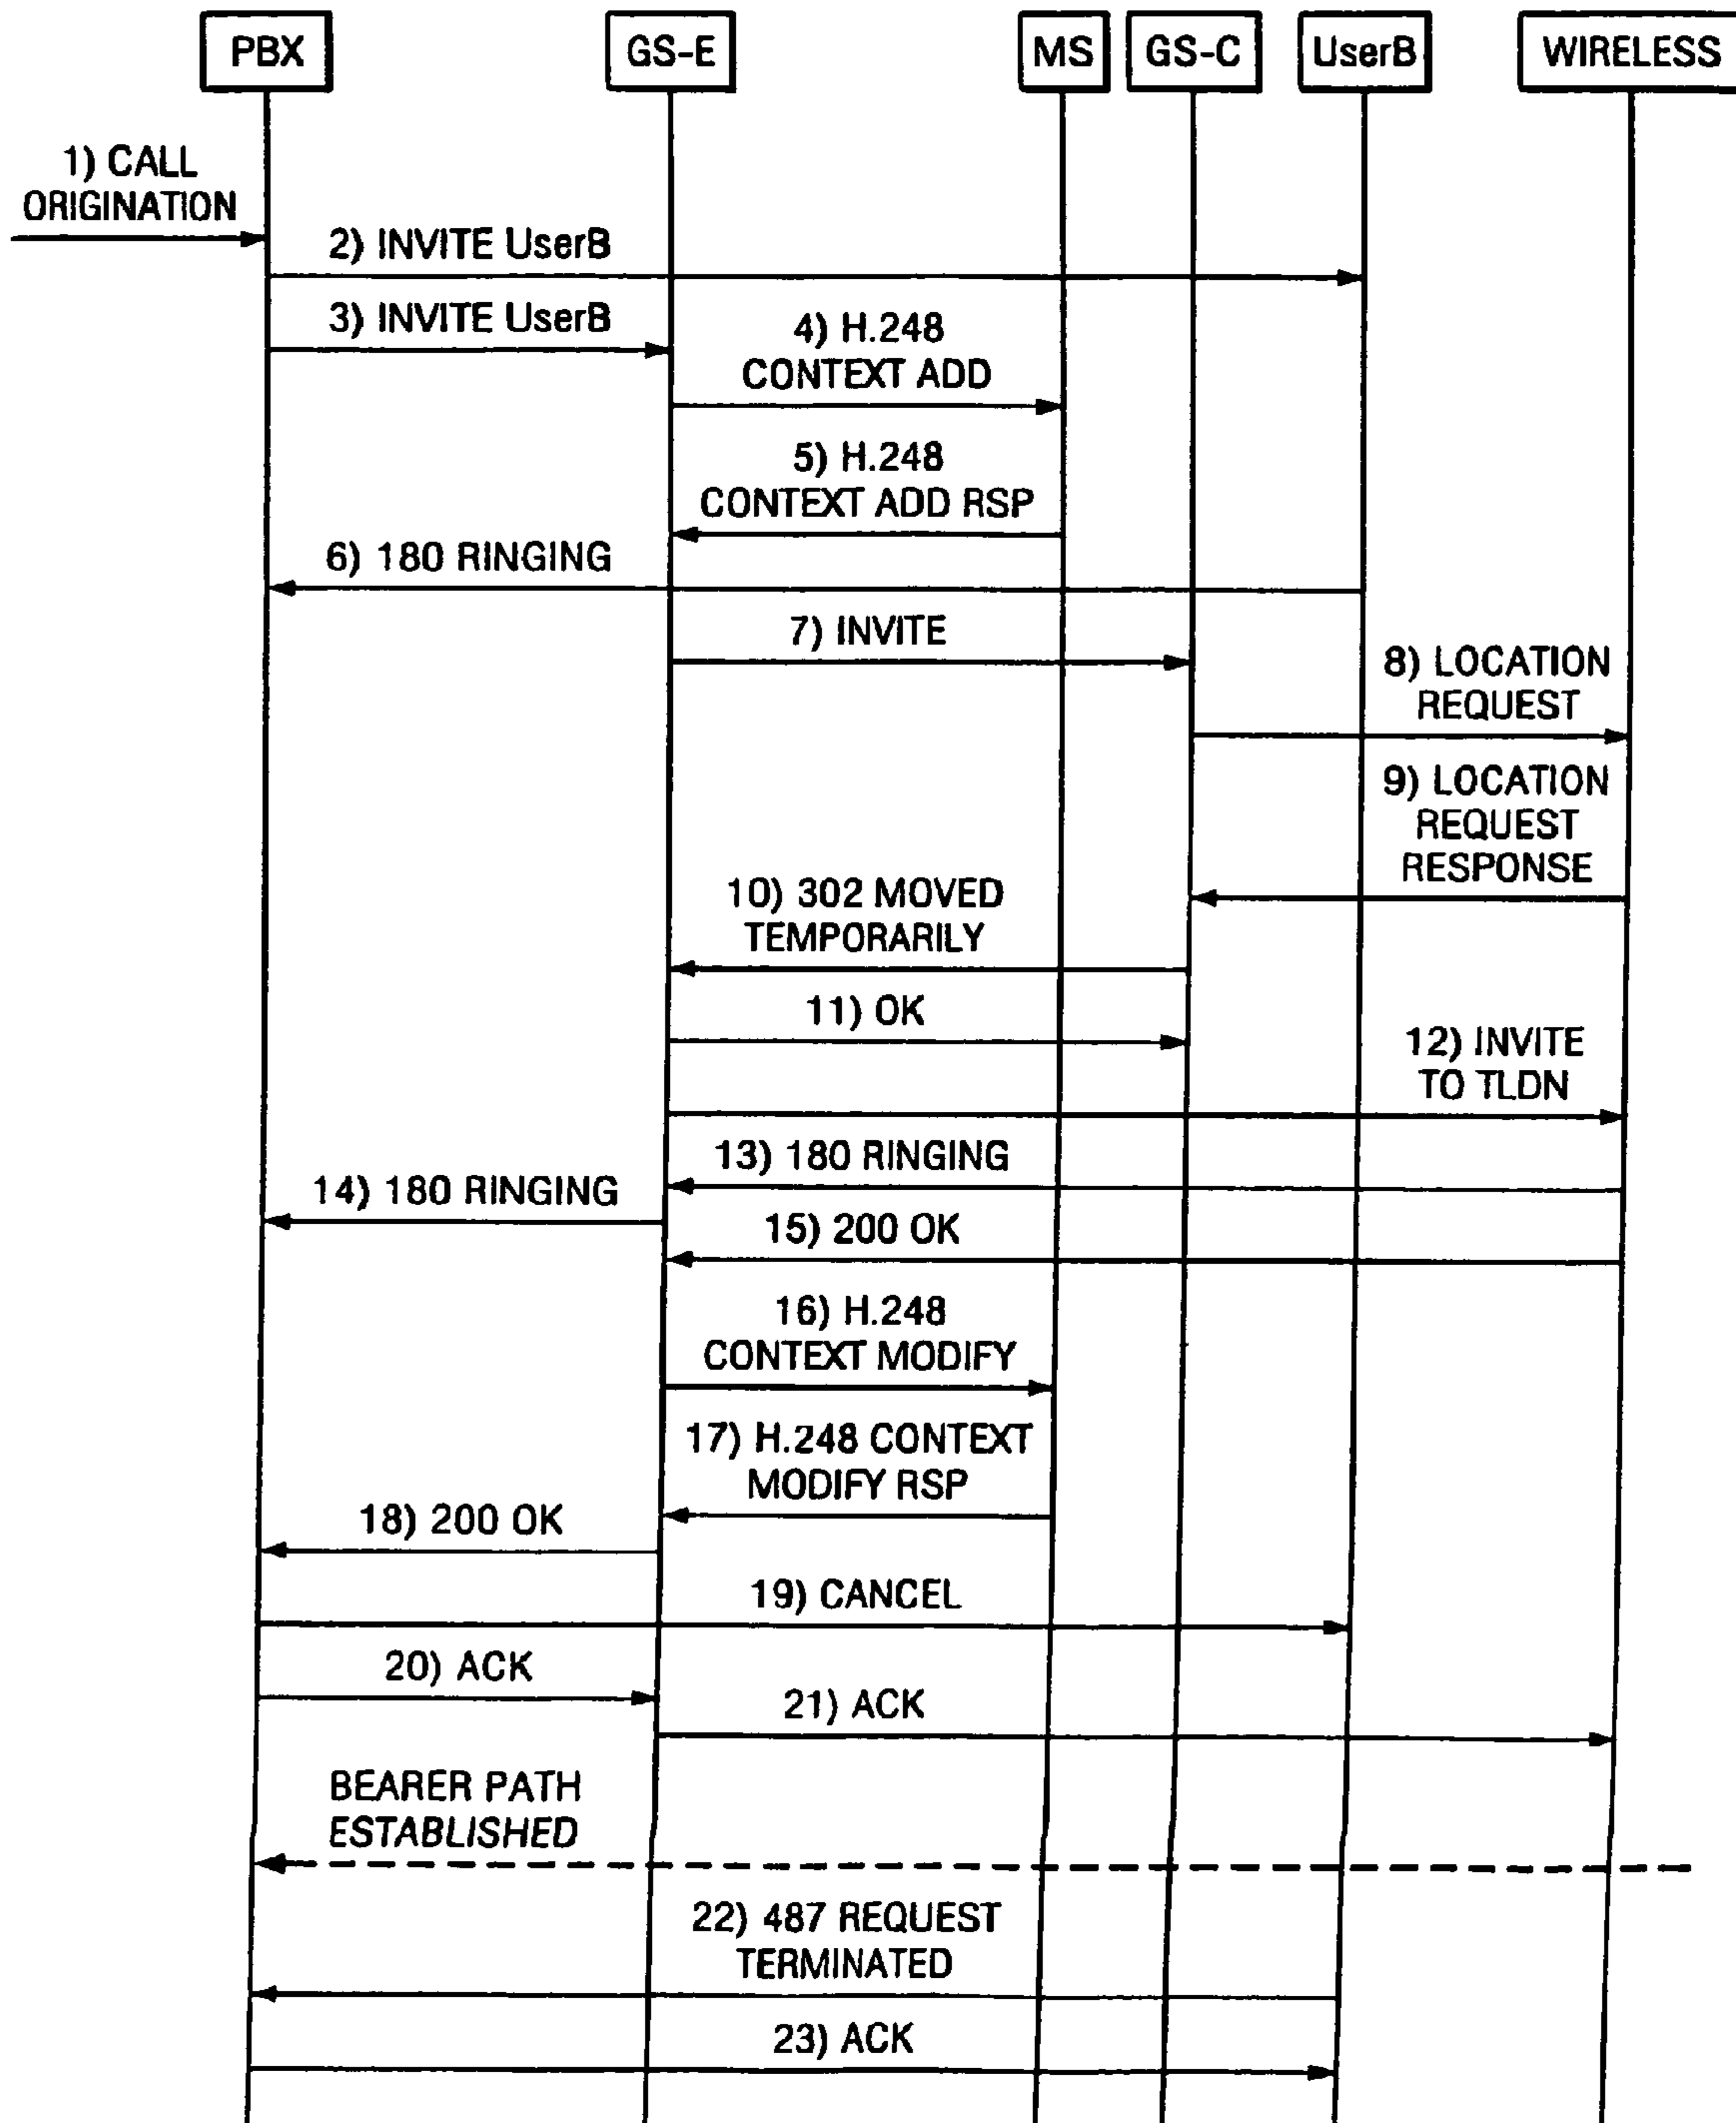 PBX
GS-E
MS
GS-C
UserB
WIRELESS
1) CALL
ORIGINATION
2) INVITE UserB
3) INVITE UserB
4) H.248
CONTEXT ADD
5) H.248
CONTEXT ADD RSP
6) 180 RINGING
7) INVITE
8) LOCATION
REQUEST
9) LOCATION
REQUEST
RESPONSE
10) 302 MOVED
TEMPORARILY
11) OK
12) INVITE
TO TLDN
13) 180 RINGING
14) 180 RINGING
15) 200 OK
16) H.248
CONTEXT MODIFY
17) H.248 CONTEXT
MODIFY RSP
18) 200 OK
19) CANCEL
20) ACK
21) ACK
BEARER PATH
ESTABLISHED
22) 487 REQUEST
TERMINATED
23) ACK